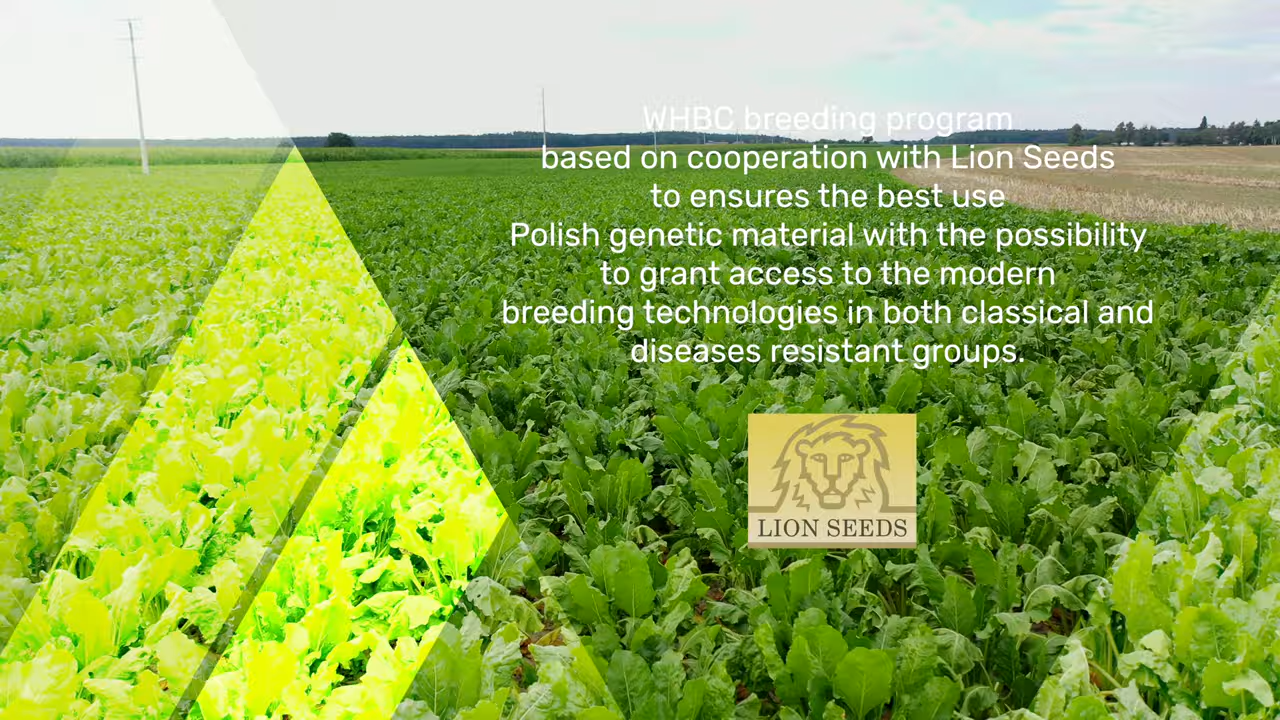 WHBC breeding program
based on cooperation with Lion Seeds
to ensures the best use
Polish genetic material with the possibility
to grant access to the modern
breeding technologies in both classical and
diseases resistant groups.
LION SEEDS